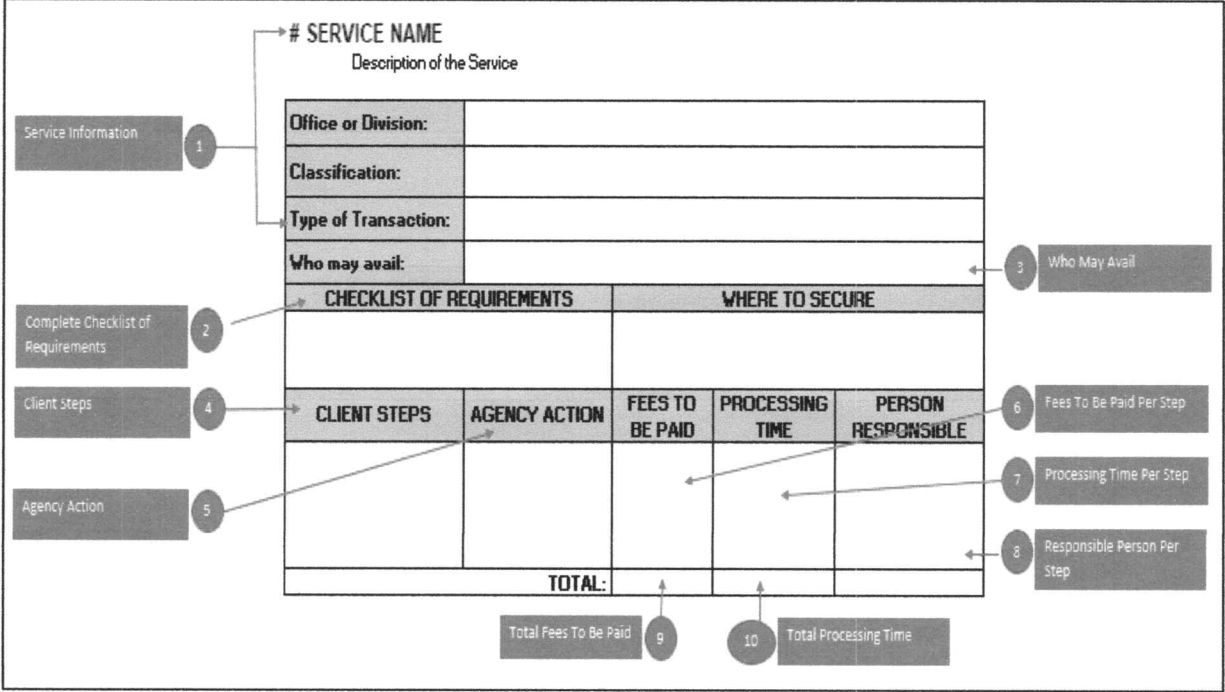 # SERVICE NAME
Description of the Service
Service Information
1
Office or Division:
Classification:
Type of Transaction:
Who may avail:
3
Who May Avail
CHECKLIST OF REQUIREMENTS
WHERE TO SECURE
Complete Checklist of
Requirements
2
Client Steps
4
CLIENT STEPS
AGENCY ACTION
FEES TO
BE PAID
PROCESSING
TIME
PERSON
RESPONSIBLE
6
Fees To Be Paid Per Step
7
Processing Time Per Step
Agency Action
5
8
Responsible Person Per
Step
TOTAL:
Total Fees To Be Paid
9
10
Total Processing Time